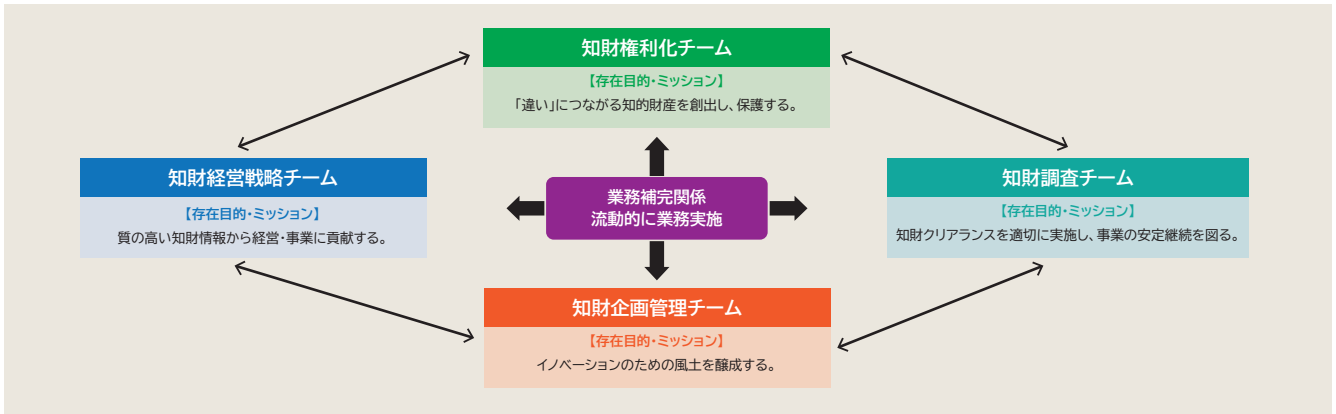 知財権利化チーム
【存在目的・ミッション】
「違い」につながる知的財産を創出し、保護する。
知財経営戦略チーム
【存在目的・ミッション】
質の高い知財情報から経営・事業に貢献する。
業務補完関係
流動的に業務実施
知財調査チーム
【存在目的・ミッション】
知財クリアランスを適切に実施し、事業の安定継続を図る。
知財企画管理チーム
【存在目的・ミッション】
イノベーションのための風土を醸成する。